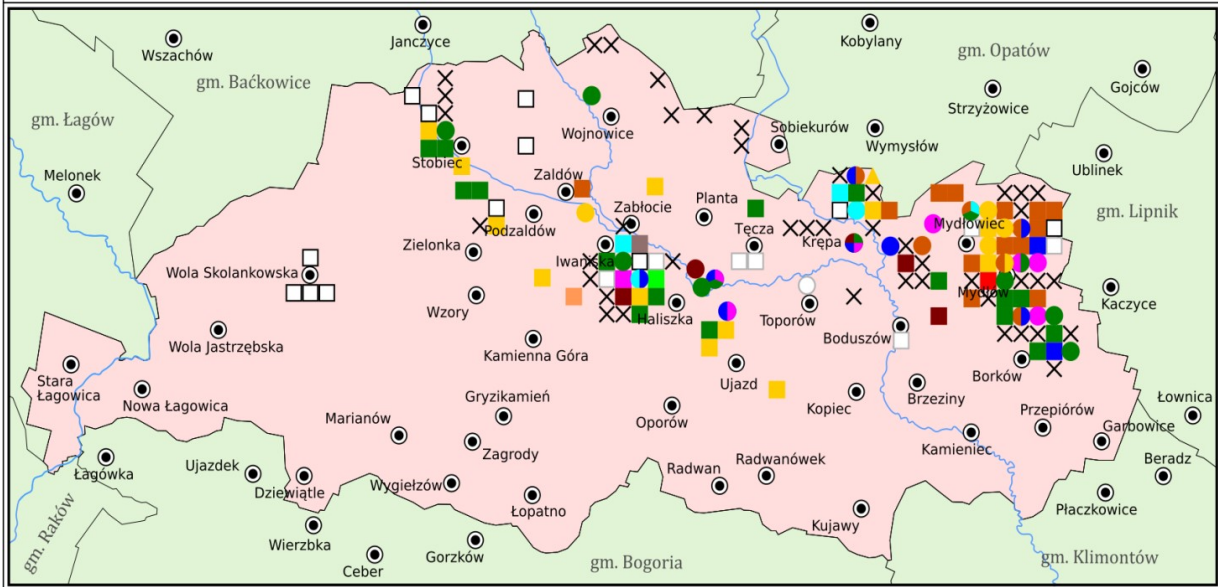 Janczyce
Kobylany
Wszachów
gm. Opatów
gm. Baćkowice
Gojców
Strzyżowice
gm. Łagów
Wojnowice
Sobiekurów
Wymysłów
Stobiec
Ublinek
Melonek
Zaldów
Zabłocie
Planta
gm. Lipnik
Podzaldów
Mydłowiec
Tęcza
Krępa
Zielonka
Iwaniska
Wola Skolankowska
Kaczyce
Mydłów
Wzory
Haliszka
Toporów
Wola Jastrzębska
Kamienna Góra
Boduszów
Stara
Łagowica
Ujazd
Borków
Nowa Łagowica
Gryzikamień
Kopiec
Brzeziny
Łownica
Marianów
Oporów
Przepiórów
Garbowice
Zagrody
Kamieniec
Łagówka
Ujazdek
Radwan
Radwanówek
Beradz
Dziewiątle
Wygiełzów
Łopatno
Płaczkowice
gm. Raków
Wierzbka
Kujawy
Gorzków
Ceber
gm. Bogoria
gm. Klimontów